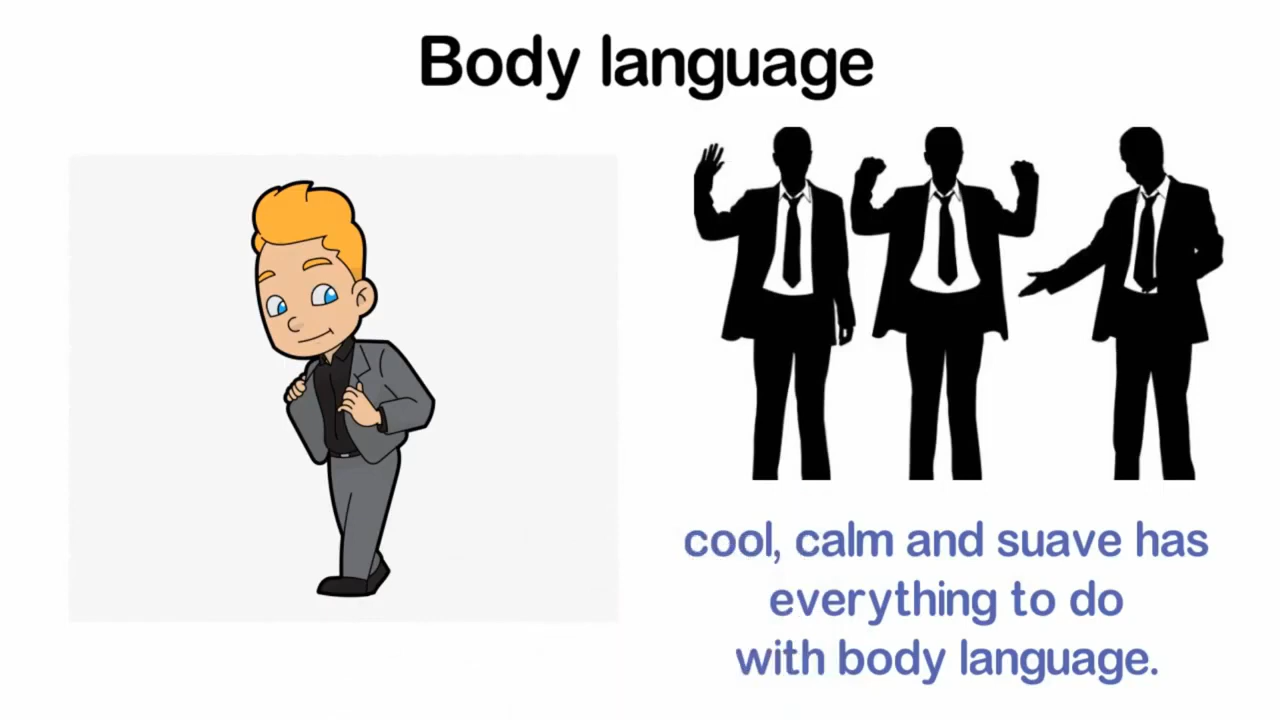 Body language
cool, calm and suave has
everything to do
with body language.